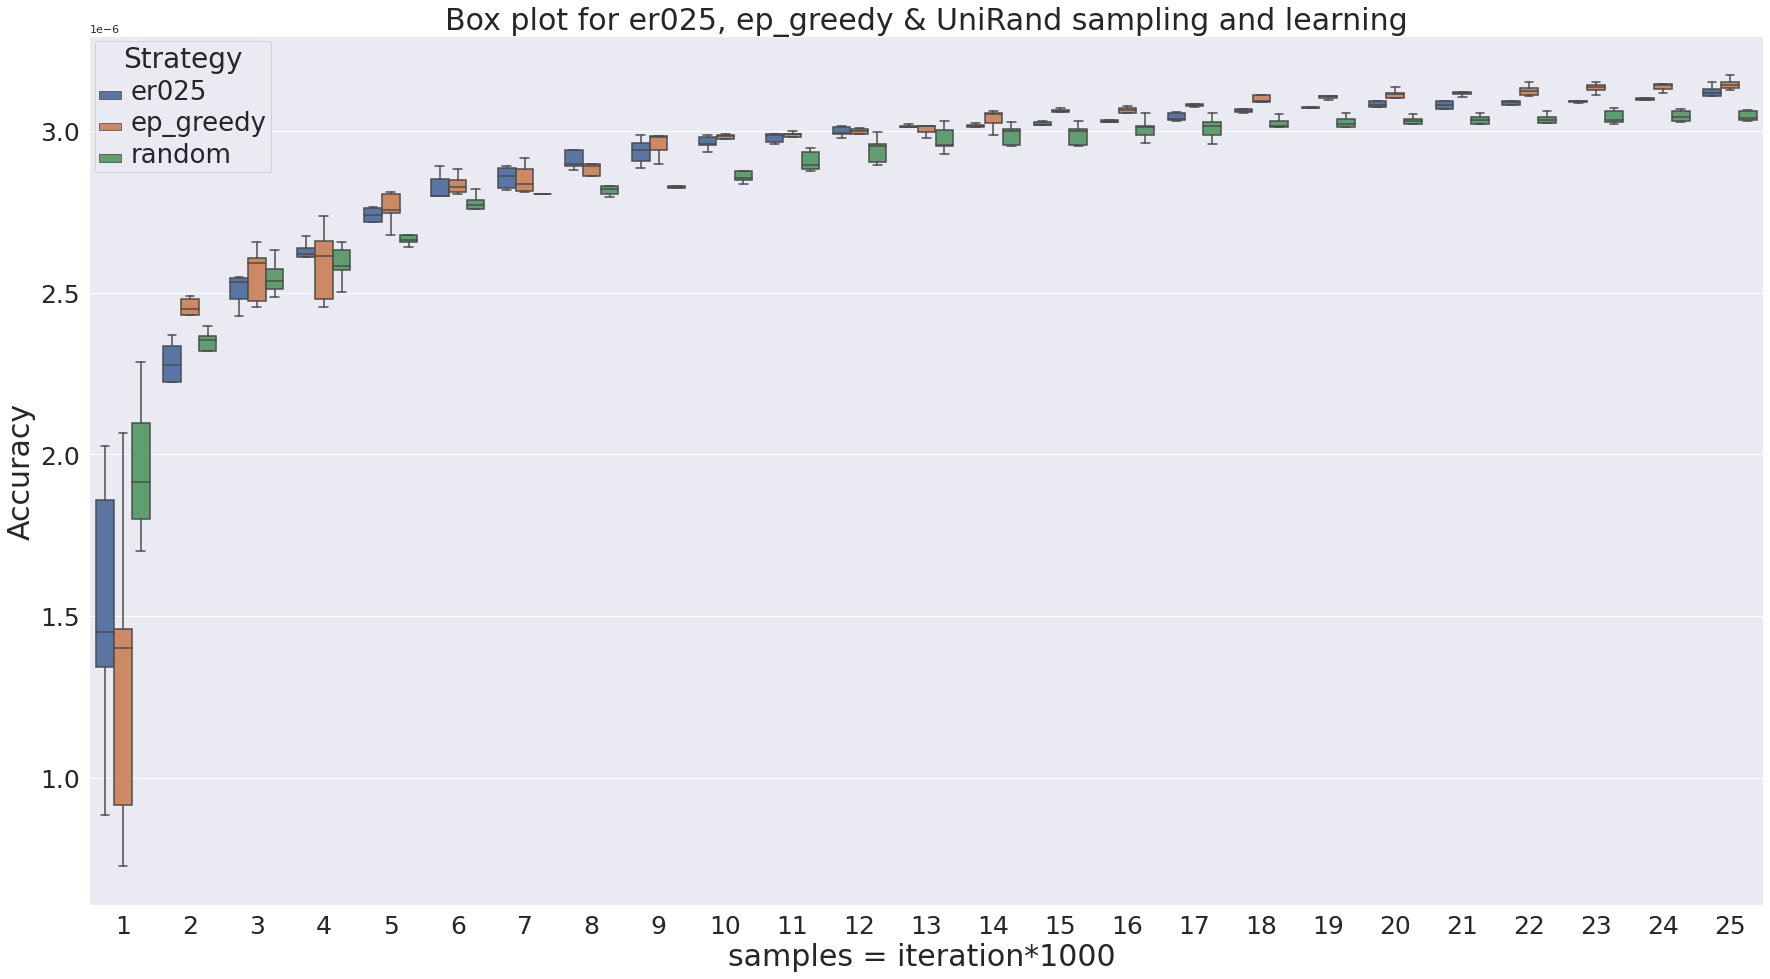 Box plot for er025, ep_greedy & UniRand sampling and learning
1e−6
Strategy
er025
ep_greedy
random
Accuracy
3.0
2.5
2.0
1.5
1.0
1 2 3 4 5 6 7 8 9 10 11 12 13 14 15 16 17 18 19 20 21 22 23 24 25
samples = iteration*1000